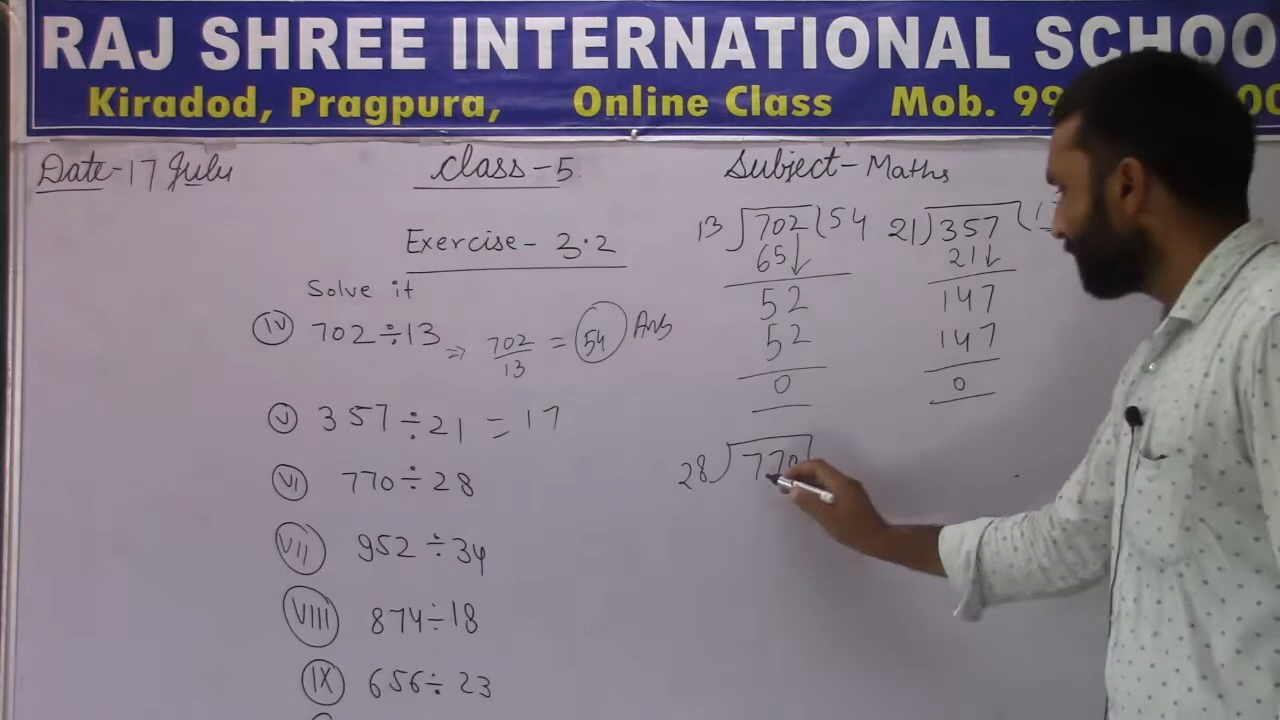 RAJ SHREE INTERNATIONAL SCHOO
Kiradod, Pragpura, Online Class Mob. 99
Date-17 July
Class-5
Subject-Maths
Exercise- 3.2
Solve it
IV 702÷13 => 702/13 = 54 Ans
V 357÷21 = 17
VI 770÷28
VII 952÷34
VIII 874÷18
IX 656÷23
13)702(54
65↓
52
52
0
21)357(1
21↓
147
147
0
28)770